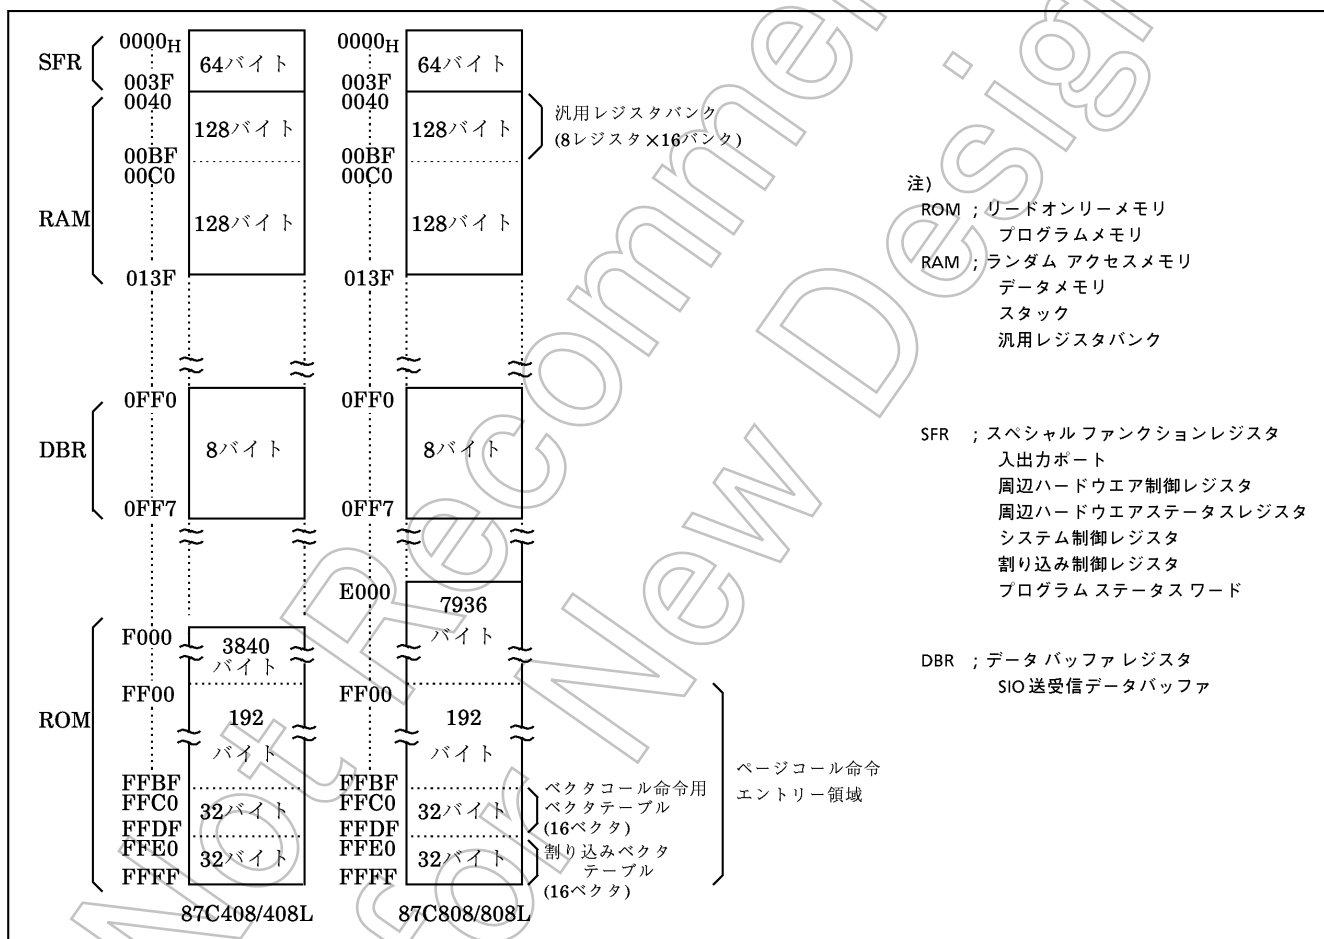 SFR
RAM
DBR
ROM
0000H
003F
0040
00BF
00C0
013F
0FF0
0FF7
F000
FF00
FFBF
FFC0
FFDF
FFE0
FFFF
64バイト
128バイト
128バイト
8バイト
3840
バイト
192
バイト
32バイト
32バイト
87C408/408L
0000H
003F
0040
00BF
00C0
013F
0FF0
0FF7
E000
FF00
FFBF
FFC0
FFDF
FFE0
FFFF
64バイト
128バイト
128バイト
8バイト
7936
バイト
192
バイト
32バイト
32バイト
87C808/808L
汎用レジスタバンク
(8レジスタ×16バンク)
ベクタコール命令用
ベクタテーブル
(16ベクタ)
割り込みベクタ
テーブル
(16ベクタ)
ページコール命令
エントリー領域
注)
ROM ; リードオンリーメモリ
プログラムメモリ
RAM ; ランダム アクセスメモリ
データメモリ
スタック
汎用レジスタバンク
SFR ; スペシャル ファンクションレジスタ
入出力ポート
周辺ハードウエア制御レジスタ
周辺ハードウエアステータスレジスタ
システム制御レジスタ
割り込み制御レジスタ
プログラム ステータス ワード
DBR ; データ バッファ レジスタ
SIO 送受信データバッファ
Not Recommen
for New Design